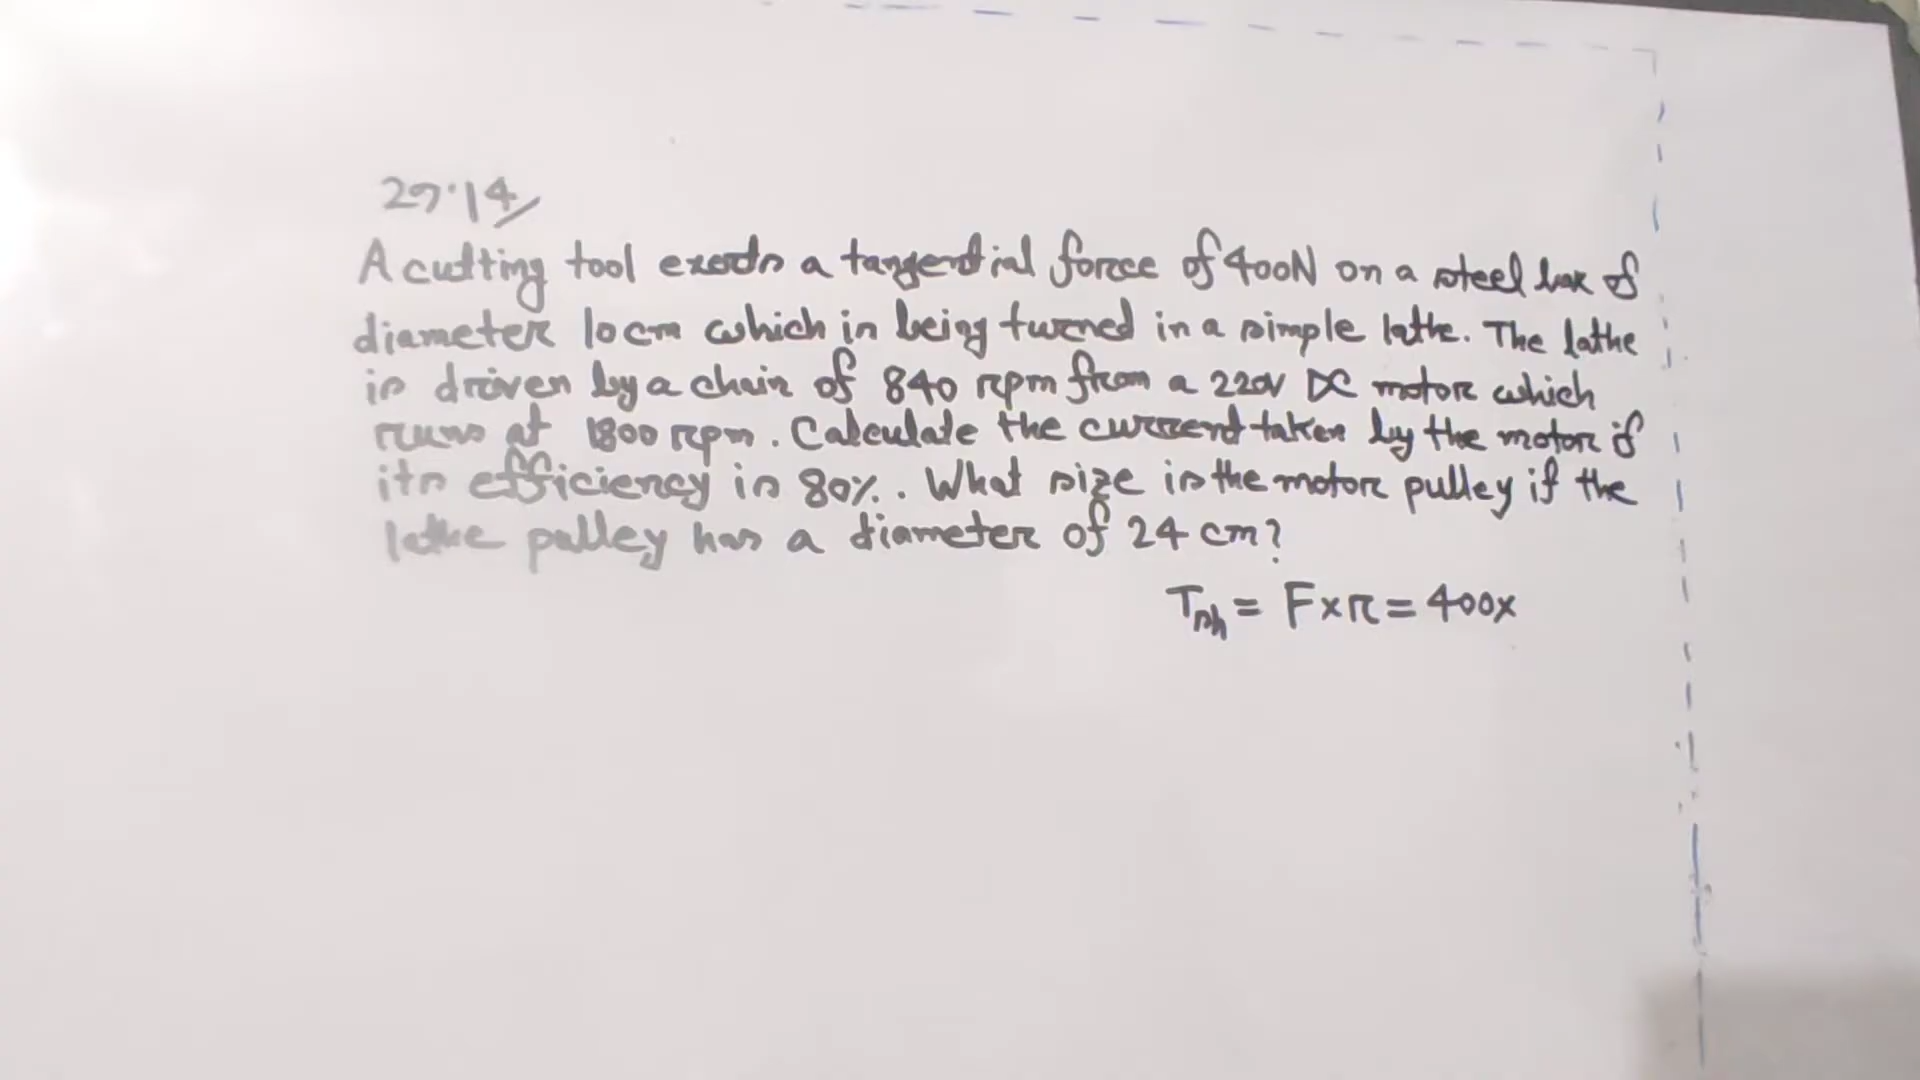 29.14
A cutting tool exerts a tangential force of 400N on a steel bar of
diameter 10cm which is being turned in a simple lathe. The lathe
is driven by a chain of 840 rpm from a 220V DC motor which
runs at 1800 rpm. Calculate the current taken by the motor if
its efficiency is 80%. What size is the motor pulley if the
lathe pulley has a diameter of 24 cm?
Tsh = F×r = 400×